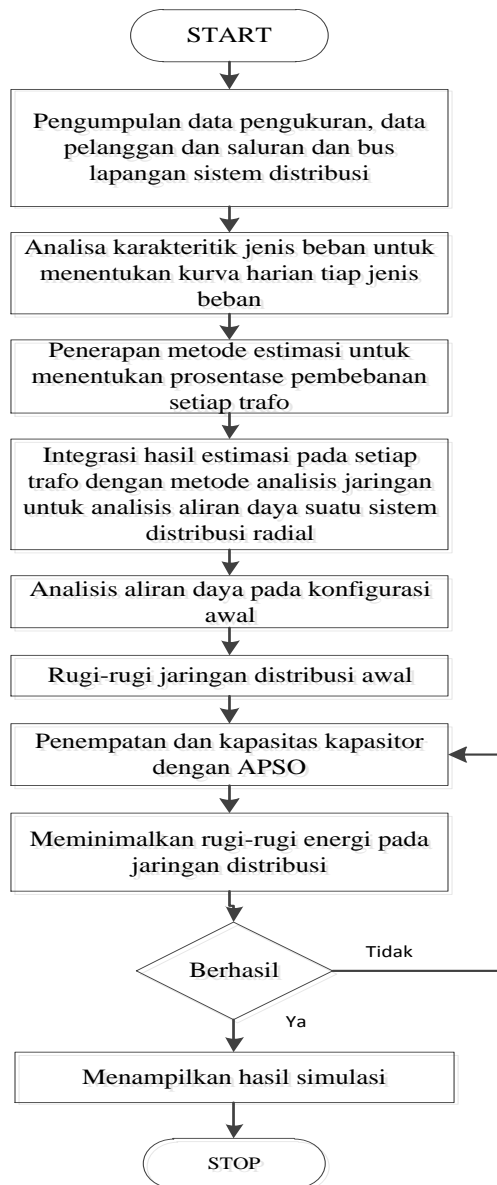 START
Pengumpulan data pengukuran, data
pelanggan dan saluran dan bus
lapangan sistem distribusi
Analisa karakteritik jenis beban untuk
menentukan kurva harian tiap jenis
beban
Penerapan metode estimasi untuk
menentukan prosentase pembebanan
setiap trafo
Integrasi hasil estimasi pada setiap
trafo dengan metode analisis jaringan
untuk analisis aliran daya suatu sistem
distribusi radial
Analisis aliran daya pada konfigurasi
awal
Rugi-rugi jaringan distribusi awal
Penempatan dan kapasitas kapasitor
dengan APSO
Meminimalkan rugi-rugi energi pada
jaringan distribusi
Berhasil
Tidak
Ya
Menampilkan hasil simulasi
STOP